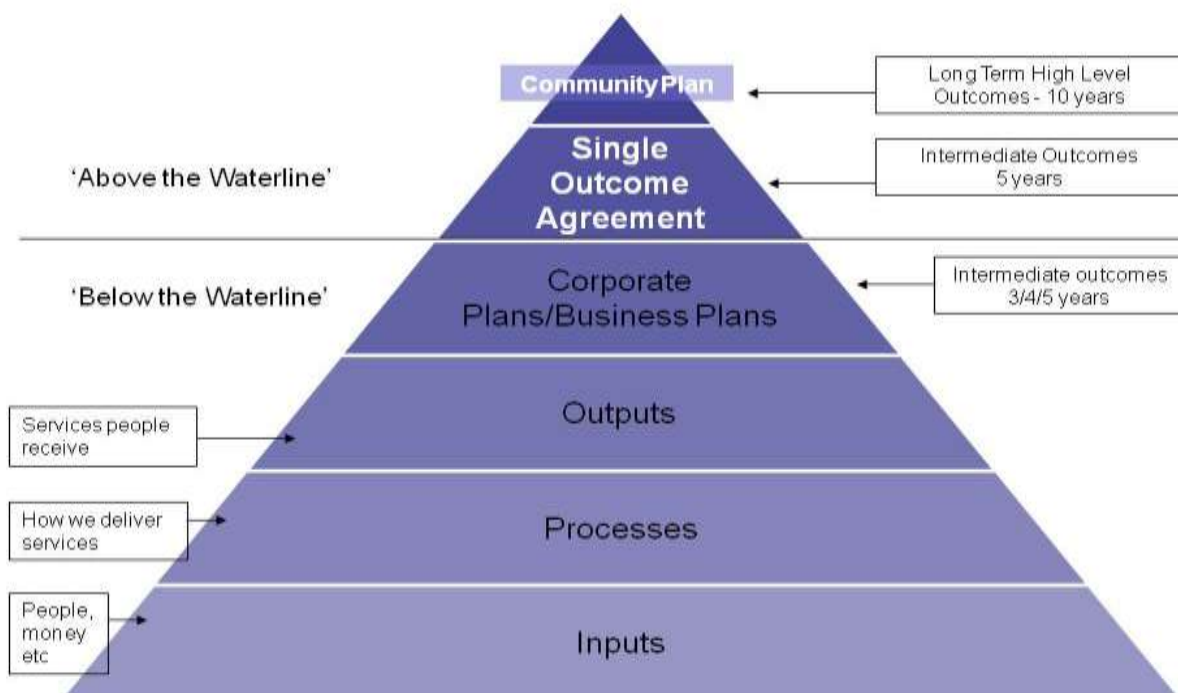 Community Plan
Long Term High Level
Outcomes - 10 years
Single
Outcome
Agreement
Intermediate Outcomes
5 years
'Above the Waterline'
'Below the Waterline'
Corporate
Plans/Business Plans
Intermediate outcomes
3/4/5 years
Services people
receive
Outputs
How we deliver
services
Processes
People,
money
etc
Inputs